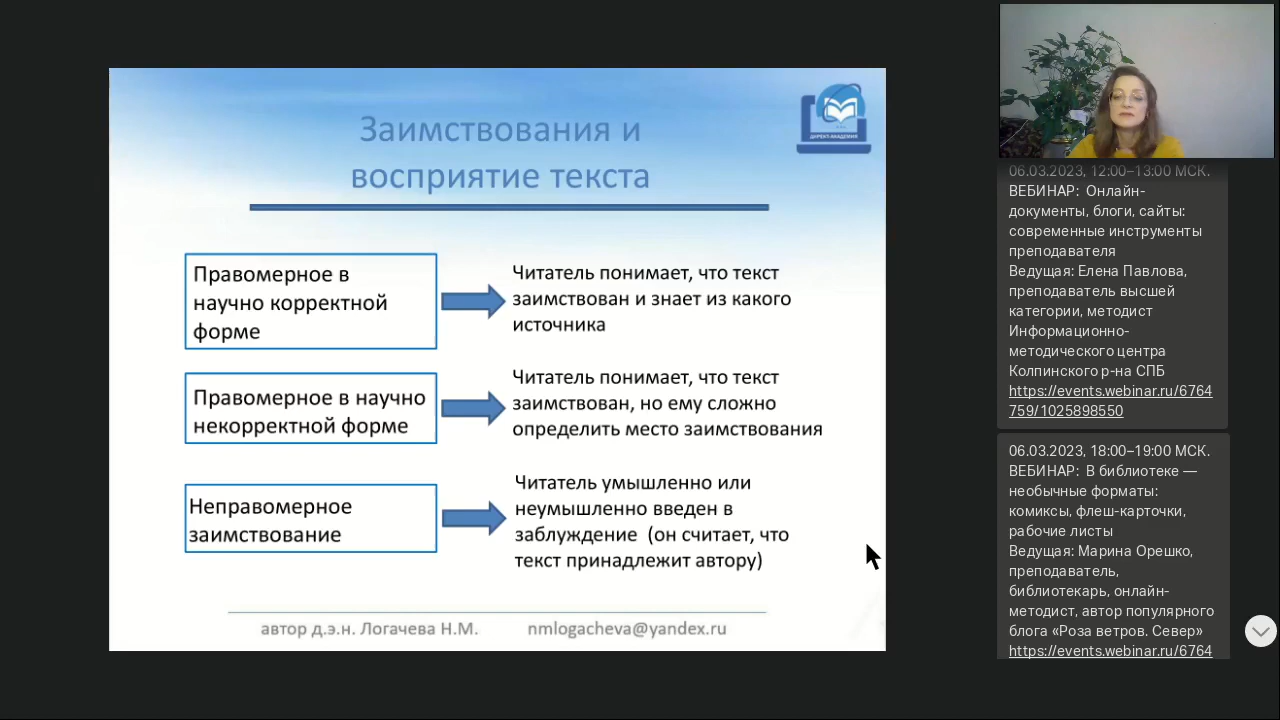 Заимствования и
восприятие текста
ДИРЕКТ-АКАДЕМИЯ
Правомерное в
научно корректной
форме
Читатель понимает, что текст
заимствован и знает из какого
источника
Правомерное в научно
некорректной форме
Читатель понимает, что текст
заимствован, но ему сложно
определить место заимствования
Неправомерное
заимствование
Читатель умышленно или
неумышленно введен в
заблуждение (он считает, что
текст принадлежит автору)
автор д.э.н. Логачева Н.М.
nmlogacheva@yandex.ru
06.03.2023, 12:00–13:00 МСК.
ВЕБИНАР: Онлайн-
документы, блоги, сайты:
современные инструменты
преподавателя
Ведущая: Елена Павлова,
преподаватель высшей
категории, методист
Информационно-
методического центра
Колпинского р-на СПБ
https://events.webinar.ru/6764
759/1025898550
06.03.2023, 18:00–19:00 МСК.
ВЕБИНАР: В библиотеке —
необычные форматы:
комиксы, флеш-карточки,
рабочие листы
Ведущая: Марина Орешко,
преподаватель,
библиотекарь, онлайн-
методист, автор популярного
блога «Роза ветров. Север»
https://events.webinar.ru/6764